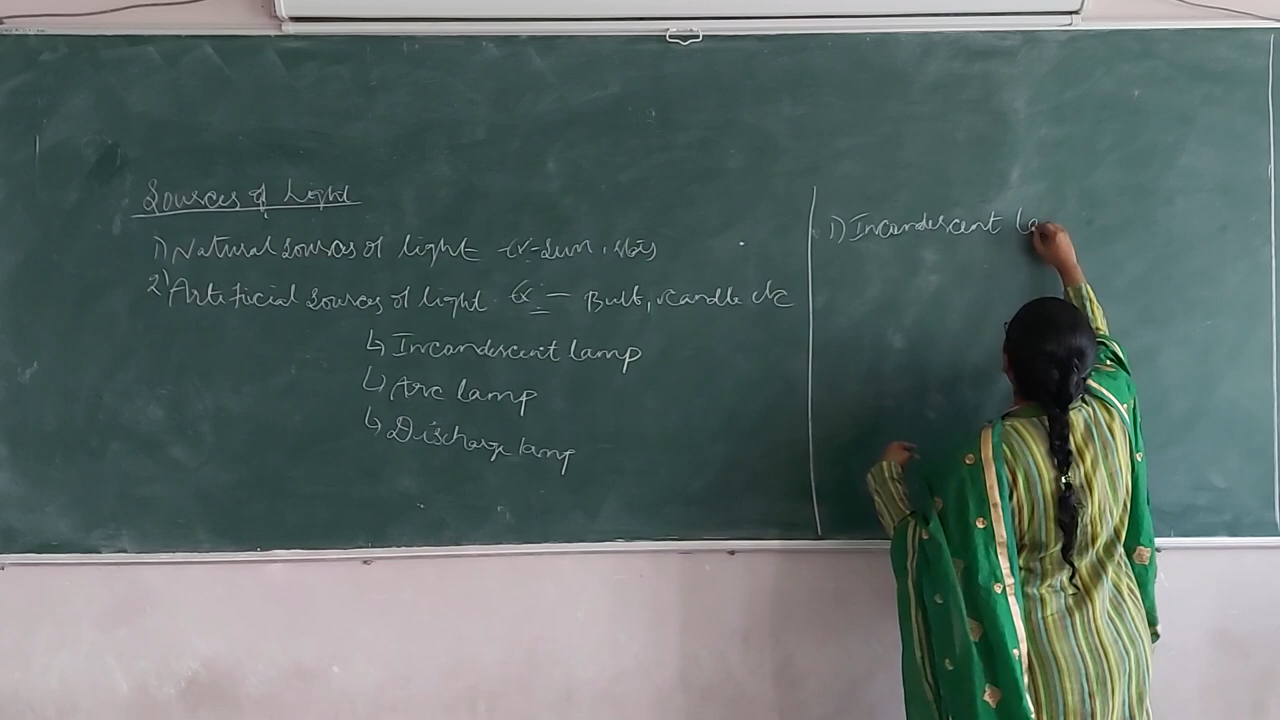 Sources of Light
1) Natural sources of light Ex- Sun, stars
2) Artificial sources of light Ex:- Bulb, candle etc
↳ Incandescent lamp
↳ Arc lamp
↳ Discharge lamp
1) Incandescent la